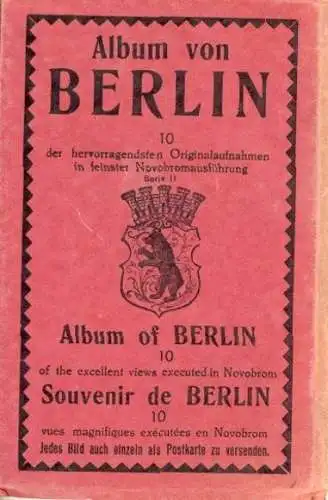 Album von
BERLIN
10
der hervorragendsten Originalaufnahmen
in feinster Novobromausführung
Serie II
Album of BERLIN
10
of the excellent views executed in Novobrom
Souvenir de BERLIN
10
vues magnifiques exécutées en Novobrom
Jedes Bild auch einzeln als Postkarte zu versenden.